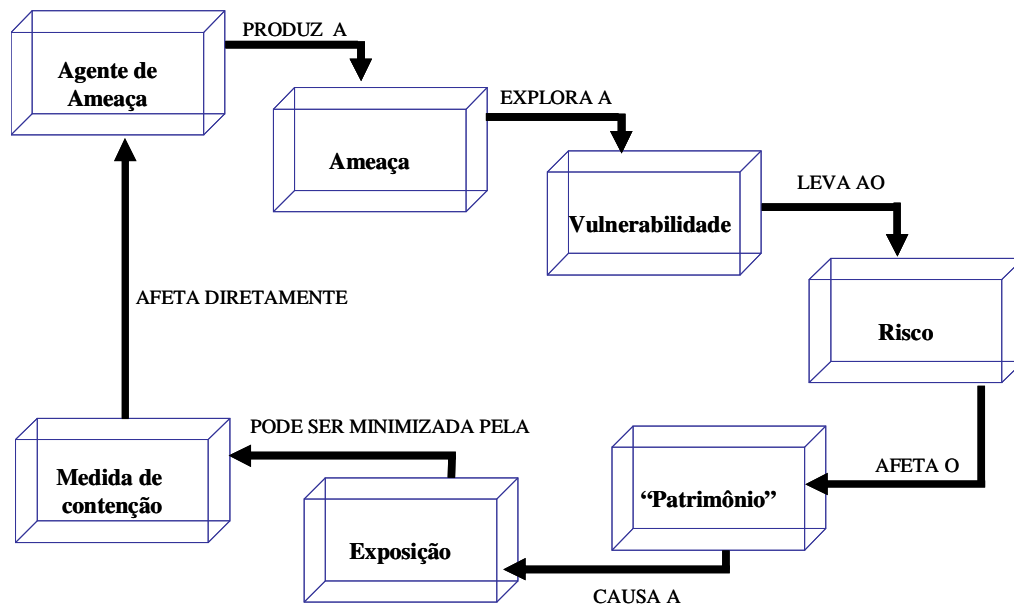 PRODUZ A
Agente de
Ameaça
EXPLORA A
Ameaça
LEVA AO
Vulnerabilidade
AFETA DIRETAMENTE
Risco
PODE SER MINIMIZADA PELA
AFETA O
Medida de
contenção
“Patrimônio”
Exposição
CAUSA A